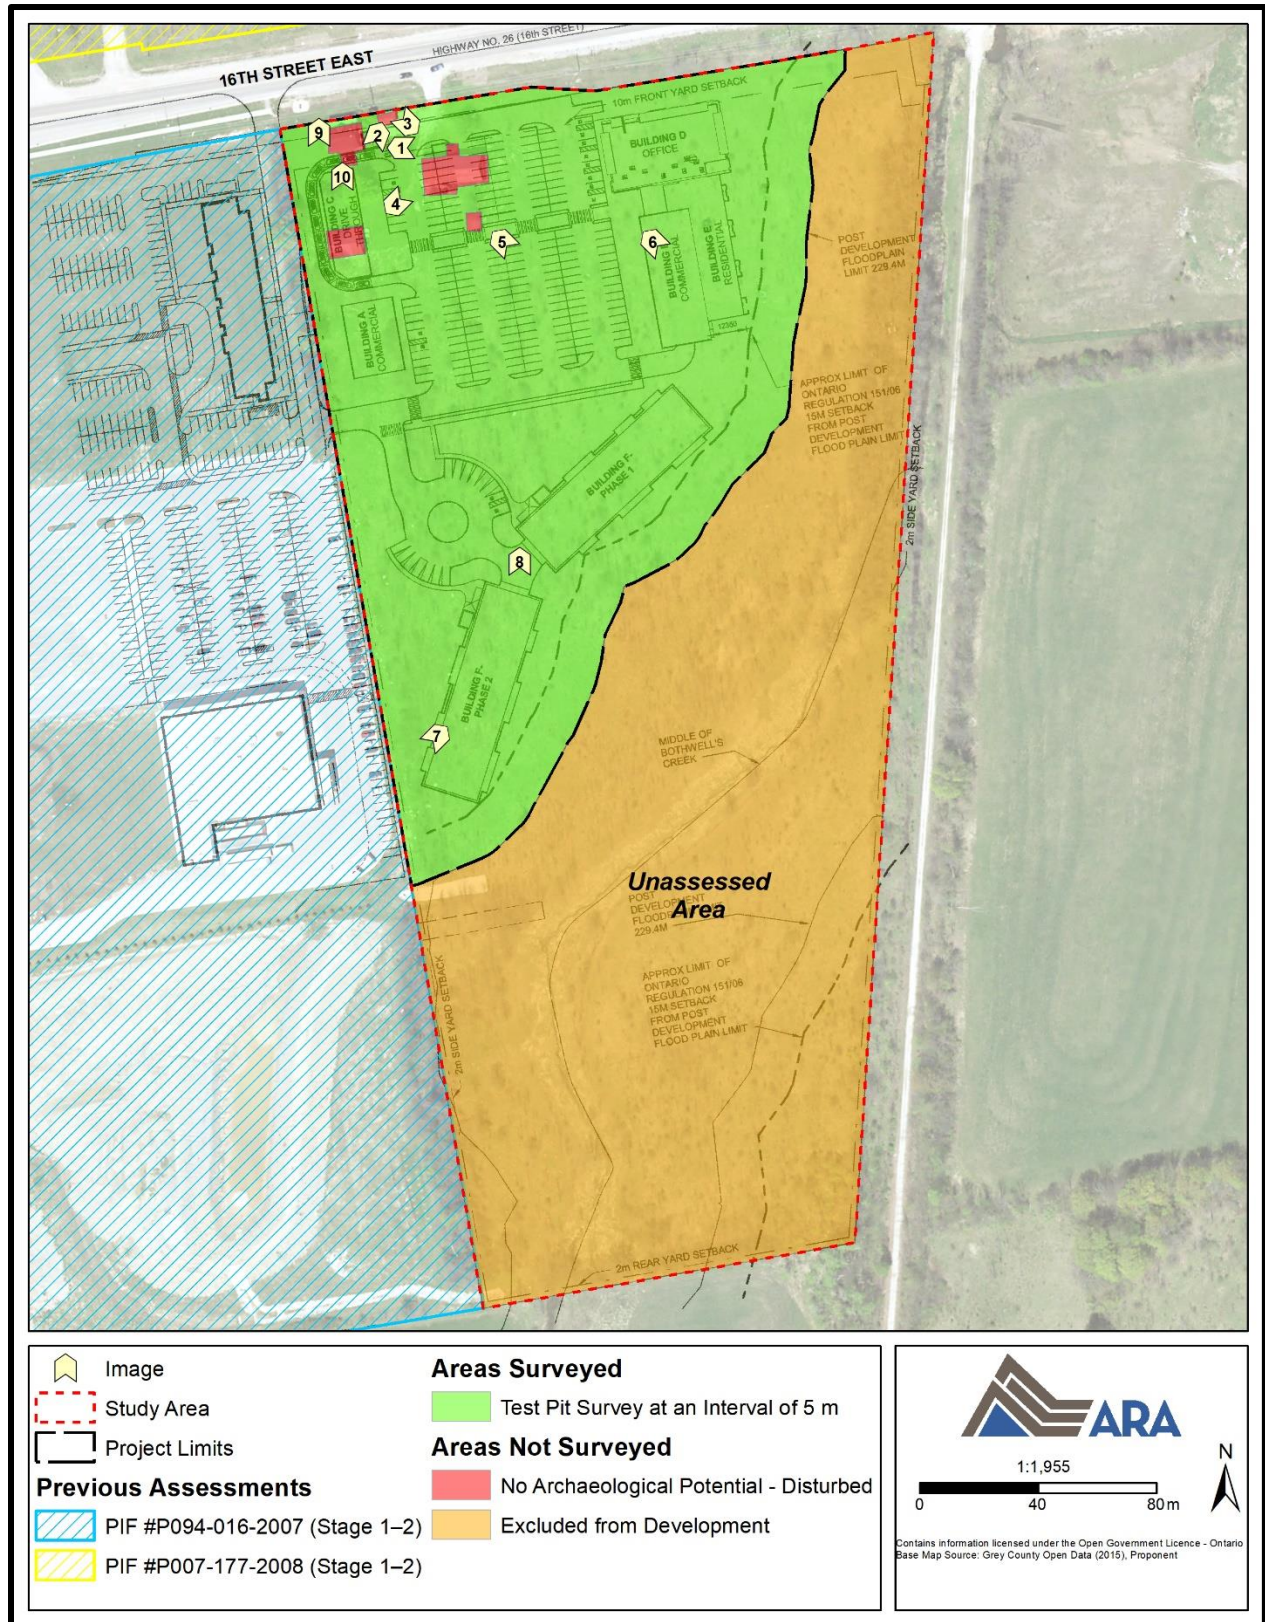 HIGHWAY NO. 26 (16th STREET)
16TH STREET EAST
10m FRONT YARD SETBACK
9
2
3
1
10
4
5
6
BUILDING D
OFFICE
BUILDING C
DRIVE
THROUGH
COMMERCIAL
BUILDING E
RESIDENTIAL
12350
BUILDING A
COMMERCIAL
POST
DEVELOPMENT
FLOODPLAIN
LIMIT 229.4M
APPROX LIMIT OF
ONTARIO
REGULATION 151/06
15M SETBACK
FROM POST
DEVELOPMENT
FLOOD PLAIN LIMIT
2m SIDE YARD SETBACK
BUILDING F-
PHASE 1
8
BUILDING F-
PHASE 2
7
MIDDLE OF
BOTHWELL'S
CREEK
Unassessed
Area
POST
DEVELOPMENT
229.4M
APPROX LIMIT OF
ONTARIO
REGULATION 151/06
15M SETBACK
FROM POST
DEVELOPMENT
FLOOD PLAIN LIMIT
2m SIDE YARD SETBACK
2m REAR YARD SETBACK
Image
Study Area
Project Limits
Previous Assessments
PIF #P094-016-2007 (Stage 1–2)
PIF #P007-177-2008 (Stage 1–2)
Areas Surveyed
Test Pit Survey at an Interval of 5 m
Areas Not Surveyed
No Archaeological Potential - Disturbed
Excluded from Development
ARA
1:1,955
N
0 40 80 m
Contains information licensed under the Open Government Licence - Ontario
Base Map Source: Grey County Open Data (2015), Proponent